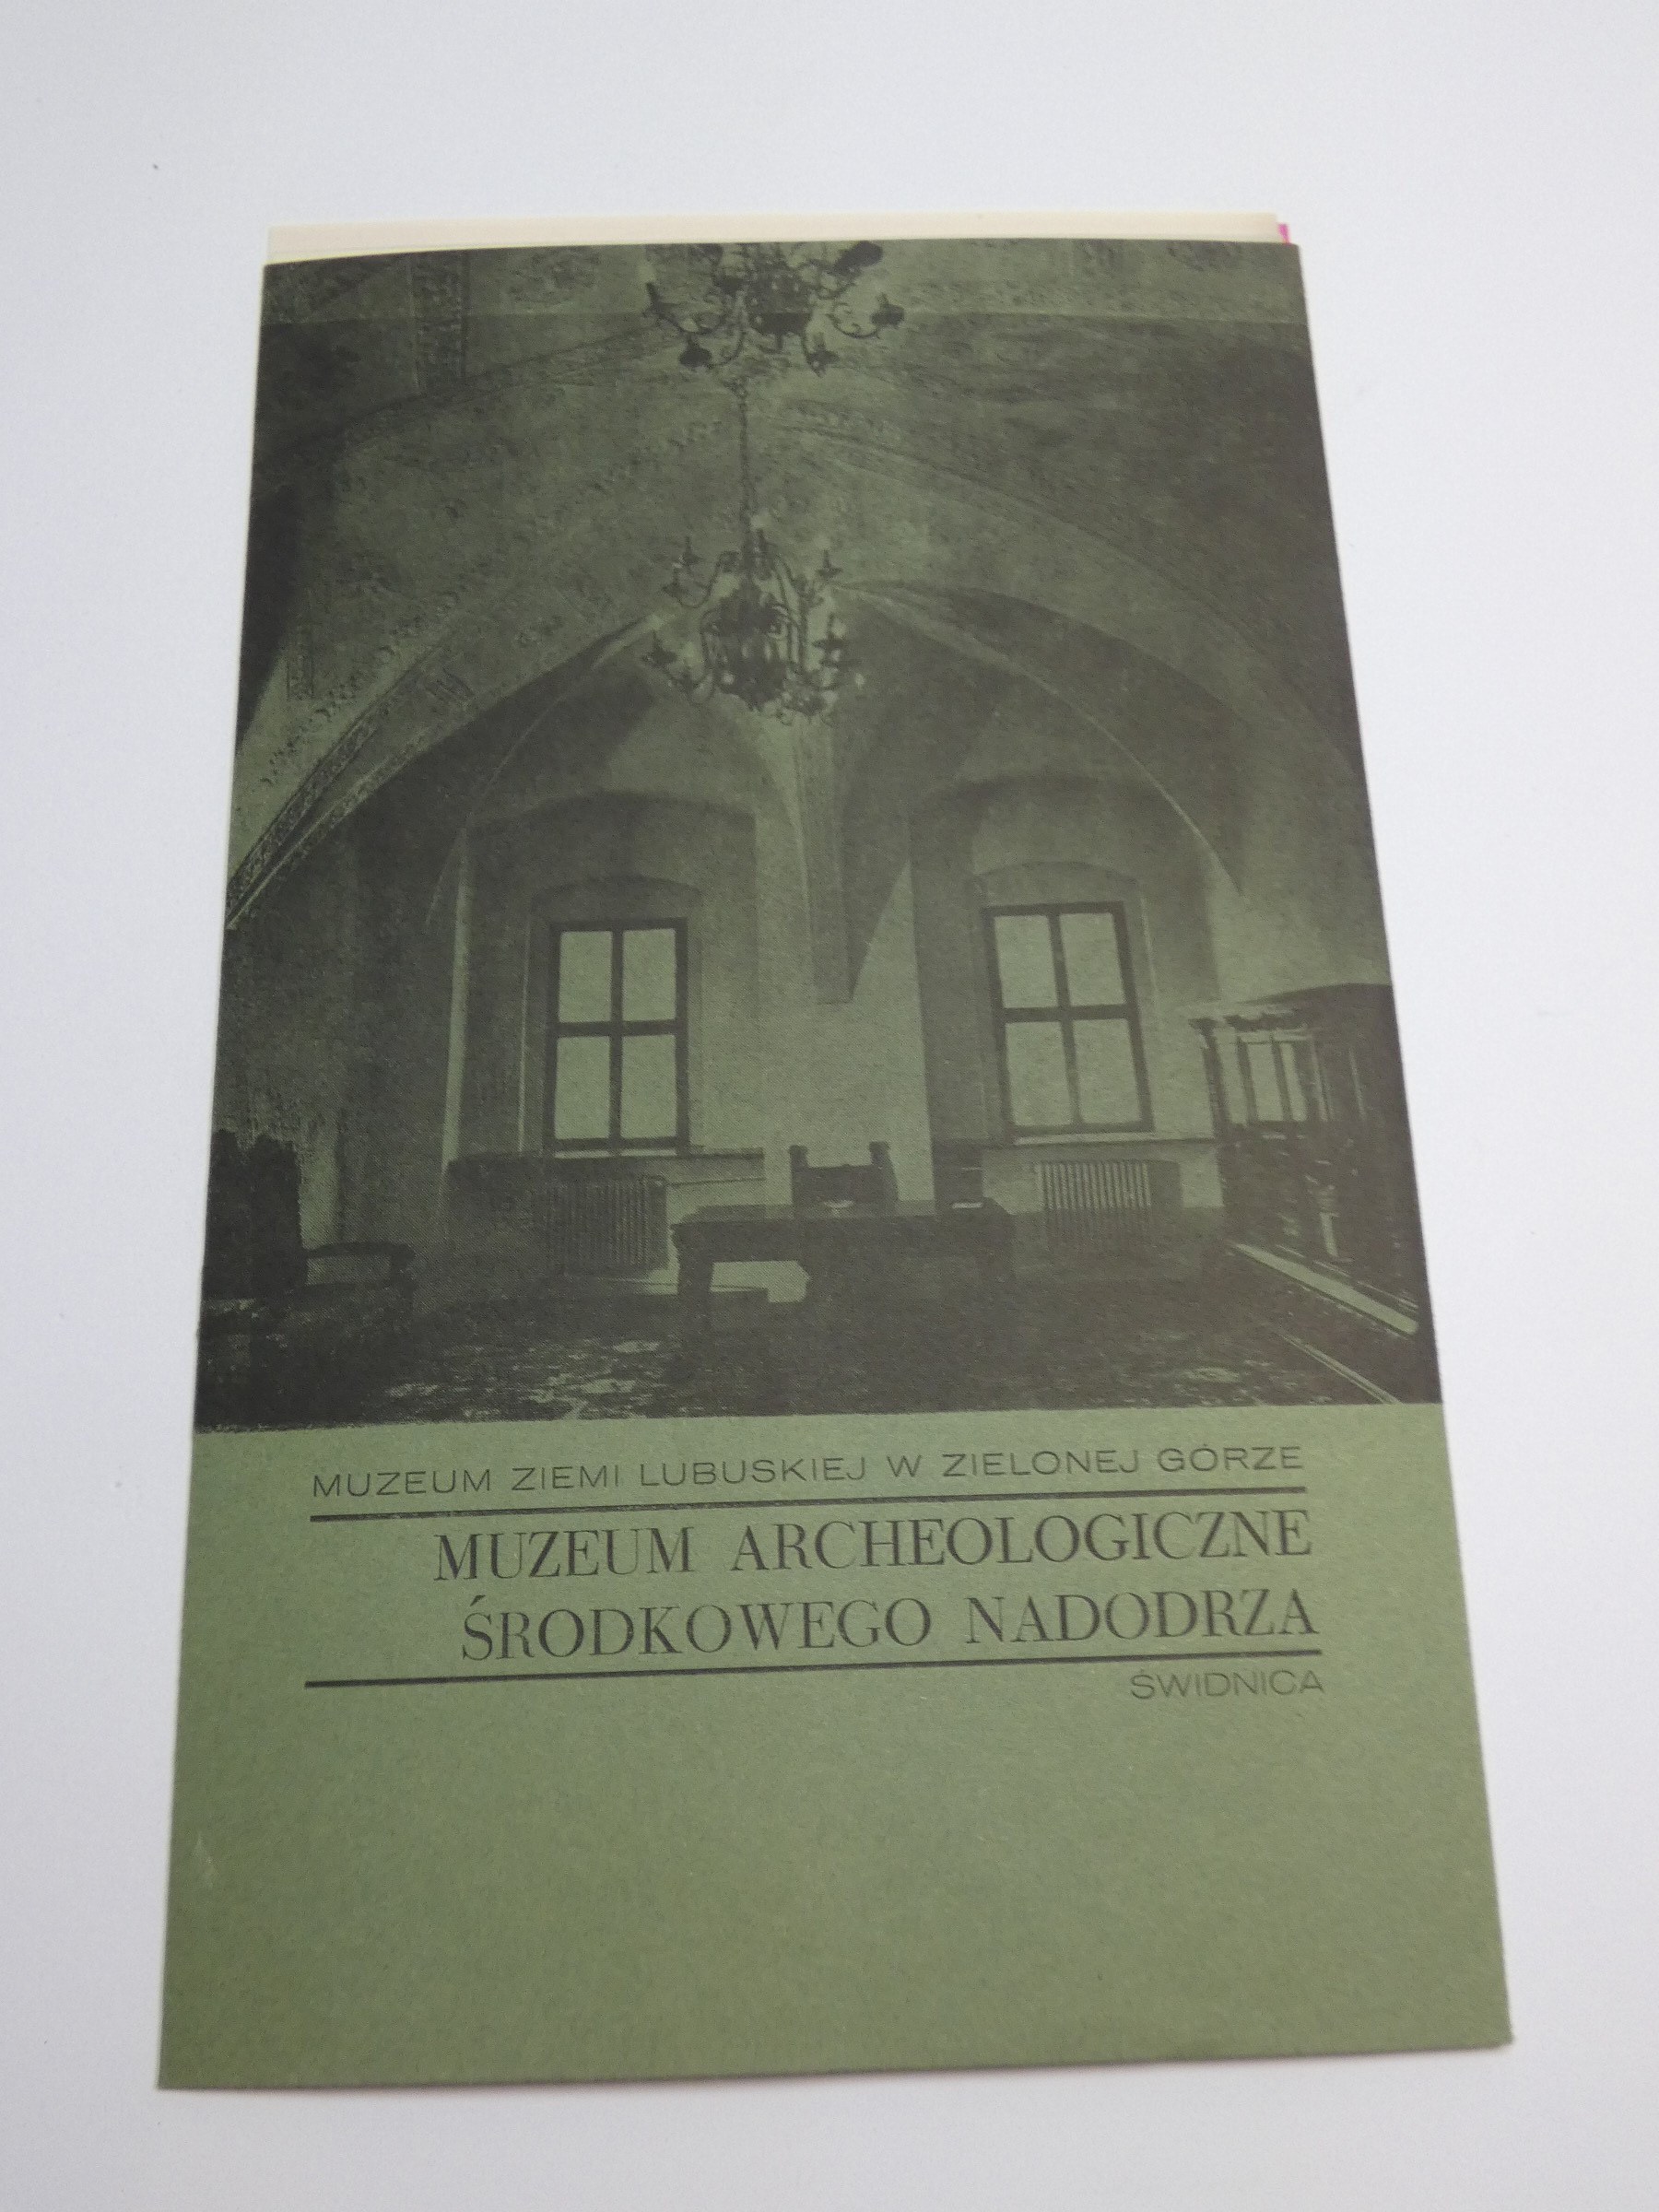 MUZEUM ZIEMI LUBUSKIEJ W ZIELONEJ GÓRZE
MUZEUM ARCHEOLOGICZNE
ŚRODKOWEGO NADODRZA
ŚWIDNICA